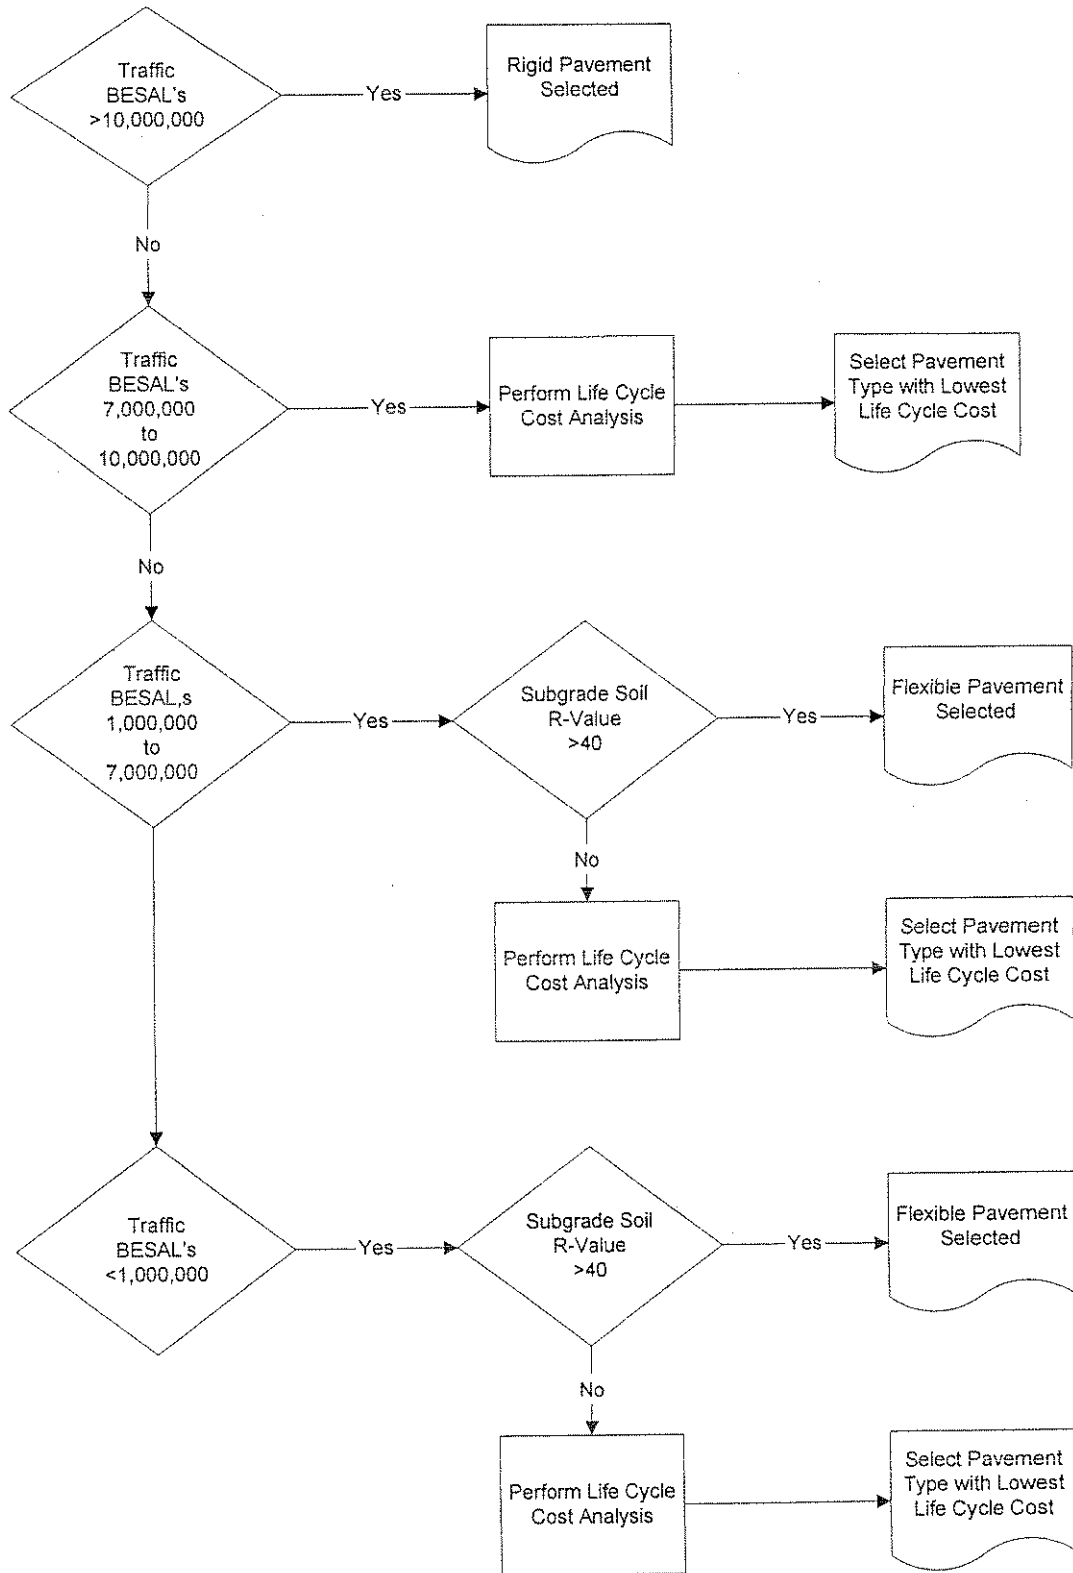 Traffic
BESAL's
>10,000,000
Yes
Rigid Pavement
Selected
No
Traffic
BESAL's
7,000,000
to
10,000,000
Yes
Perform Life Cycle
Cost Analysis
Select Pavement
Type with Lowest
Life Cycle Cost
No
Traffic
BESAL,s
1,000,000
to
7,000,000
Yes
Subgrade Soil
R-Value
>40
Yes
Flexible Pavement
Selected
No
Perform Life Cycle
Cost Analysis
Select Pavement
Type with Lowest
Life Cycle Cost
Traffic
BESAL's
<1,000,000
Yes
Subgrade Soil
R-Value
>40
Yes
Flexible Pavement
Selected
No
Perform Life Cycle
Cost Analysis
Select Pavement
Type with Lowest
Life Cycle Cost